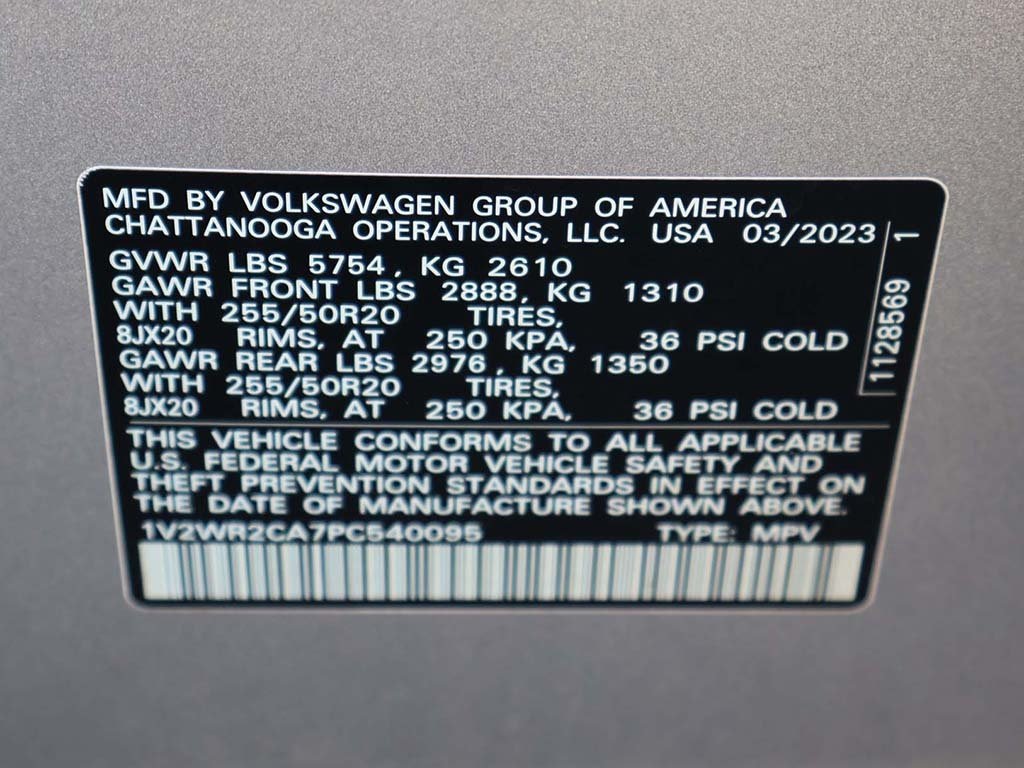 MFD BY VOLKSWAGEN GROUP OF AMERICA
CHATTANOOGA OPERATIONS, LLC. USA 03/2023
GVWR LBS 5754, KG 2610
GAWR FRONT LBS 2888, KG 1310
WITH 255/50R20 TIRES,
8JX20 RIMS, AT 250 KPA, 36 PSI COLD
GAWR REAR LBS 2976, KG 1350
WITH 255/50R20 TIRES,
8JX20 RIMS, AT 250 KPA, 36 PSI COLD
1128569 1
THIS VEHICLE CONFORMS TO ALL APPLICABLE
U.S. FEDERAL MOTOR VEHICLE SAFETY AND
THEFT PREVENTION STANDARDS IN EFFECT ON
THE DATE OF MANUFACTURE SHOWN ABOVE.
1V2WR2CA7PC540095 TYPE: MPV